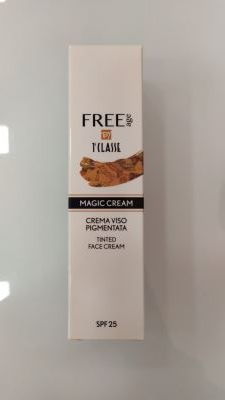 FREE age
BY
1ª CLASSE
MAGIC CREAM
CREMA VISO
PIGMENTATA
TINTED
FACE CREAM
SPF 25